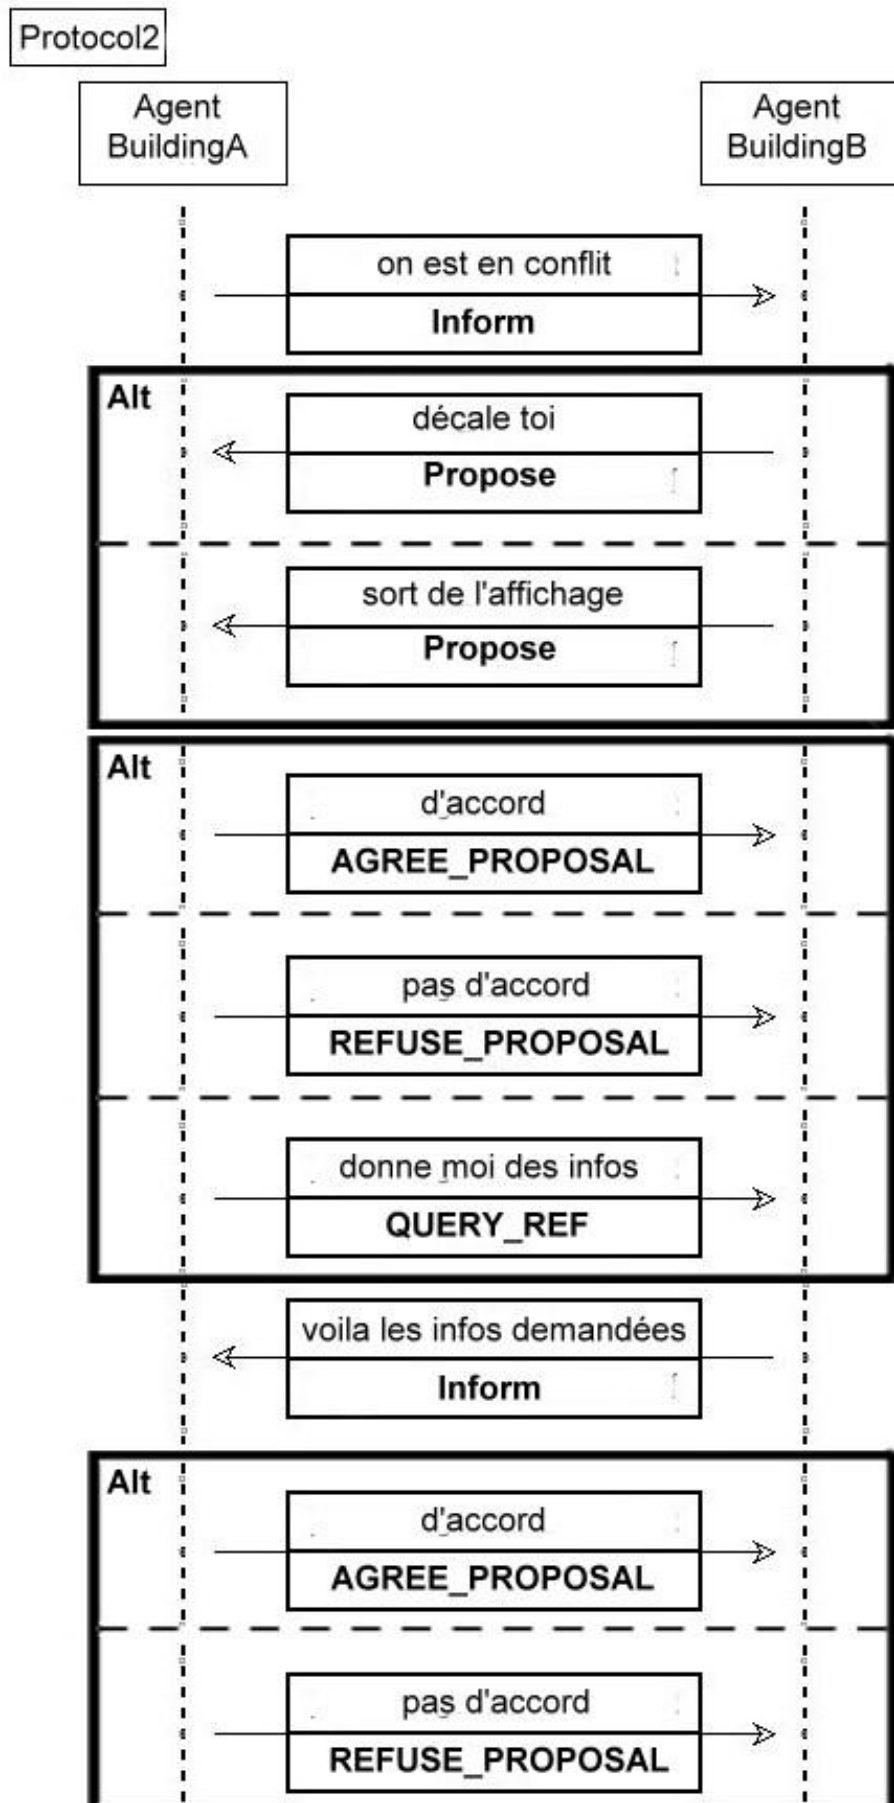 Protocol2
Agent
BuildingA
Agent
BuildingB
on est en conflit
Inform
Alt
décale toi
Propose
sort de l'affichage
Propose
Alt
d'accord
AGREE_PROPOSAL
pas d'accord
REFUSE_PROPOSAL
donne moi des infos
QUERY_REF
voila les infos demandées
Inform
Alt
d'accord
AGREE_PROPOSAL
pas d'accord
REFUSE_PROPOSAL